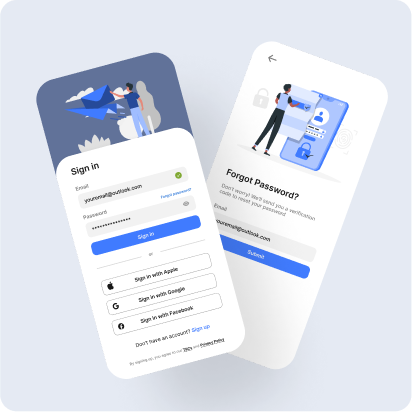 Sign in
Email
youremail@outlook.com
Forgot password?
Password
••••••••••••••
Sign in
or
Sign in with Apple
Sign in with Google
Sign in with Facebook
Don't have an account? Sign up
By signing up, you agree to our T&Cs and Privacy Policy
Forgot Password?
Don't worry! We'll send you a verification
code to reset your password
Email
youremail@outlook.com
Submit